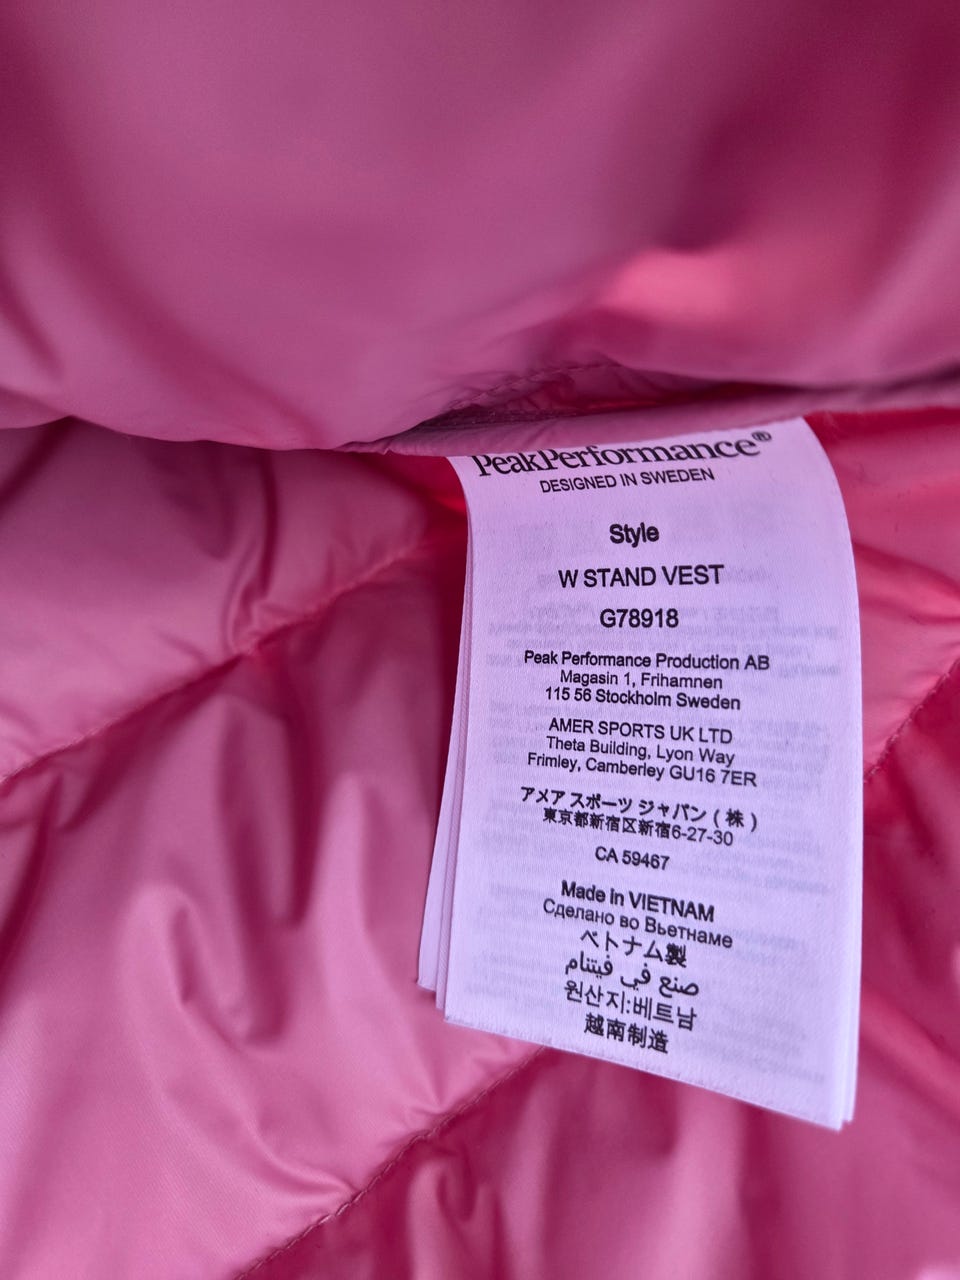 PeakPerformance®
DESIGNED IN SWEDEN
Style
W STAND VEST
G78918
Peak Performance Production AB
Magasin 1, Frihamnen
115 56 Stockholm Sweden
AMER SPORTS UK LTD
Theta Building, Lyon Way
Frimley, Camberley GU16 7ER
アメア スポーツ ジャパン ( 株 )
東京都新宿区新宿6-27-30
CA 59467
Made in VIETNAM
Сделано во Вьетнаме
ベトナム製
صنع في فيتنام
원산지:베트남
越南制造